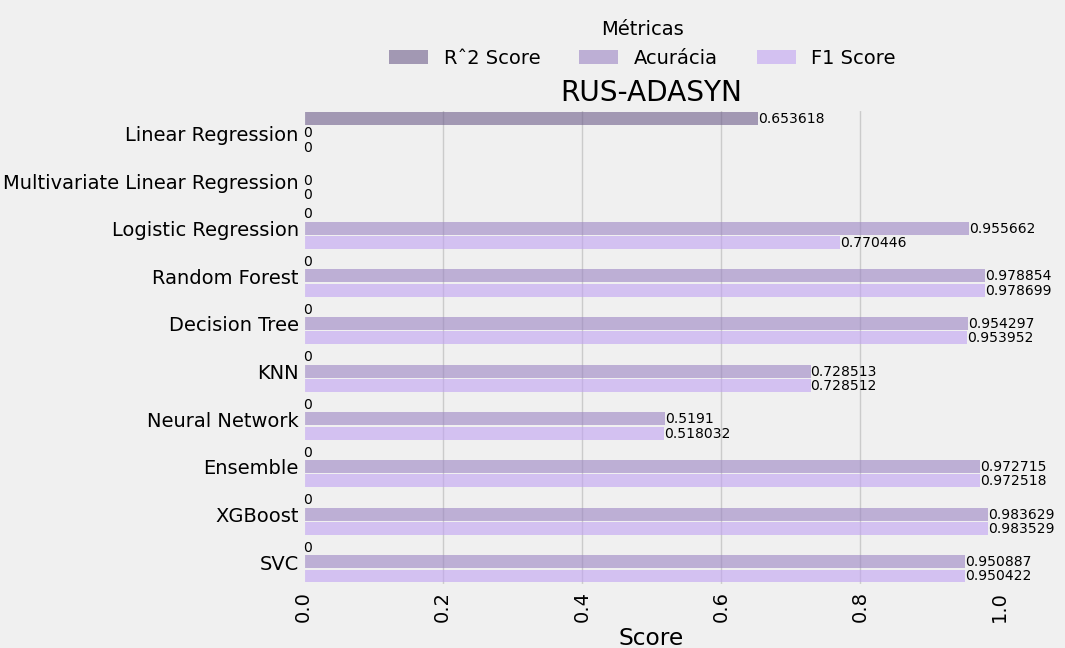 Métricas
Rˆ2 Score Acurácia F1 Score
RUS-ADASYN
Linear Regression
0.653618
0
0
Multivariate Linear Regression
0
0
Logistic Regression
0
0.955662
0.770446
Random Forest
0
0.978854
0.978699
Decision Tree
0
0.954297
0.953952
KNN
0
0.728513
0.728512
Neural Network
0
0.5191
0.518032
Ensemble
0
0.972715
0.972518
XGBoost
0
0.983629
0.983529
SVC
0
0.950887
0.950422
0.0 0.2 0.4 0.6 0.8 1.0
Score